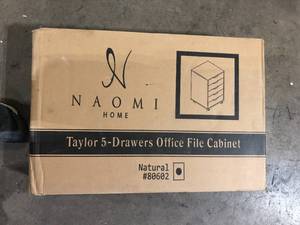 N
NAOMI
HOME
Taylor 5-Drawers Office File Cabinet
Natural
#80602